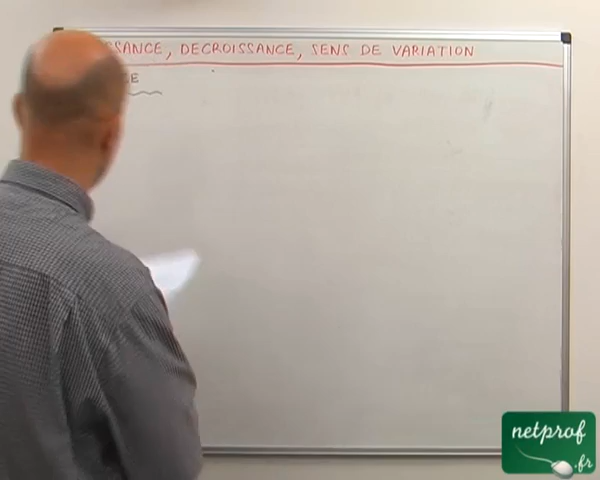 SSANCE, DECROISSANCE, SENS DE VARIATION
E
netprof
.fr